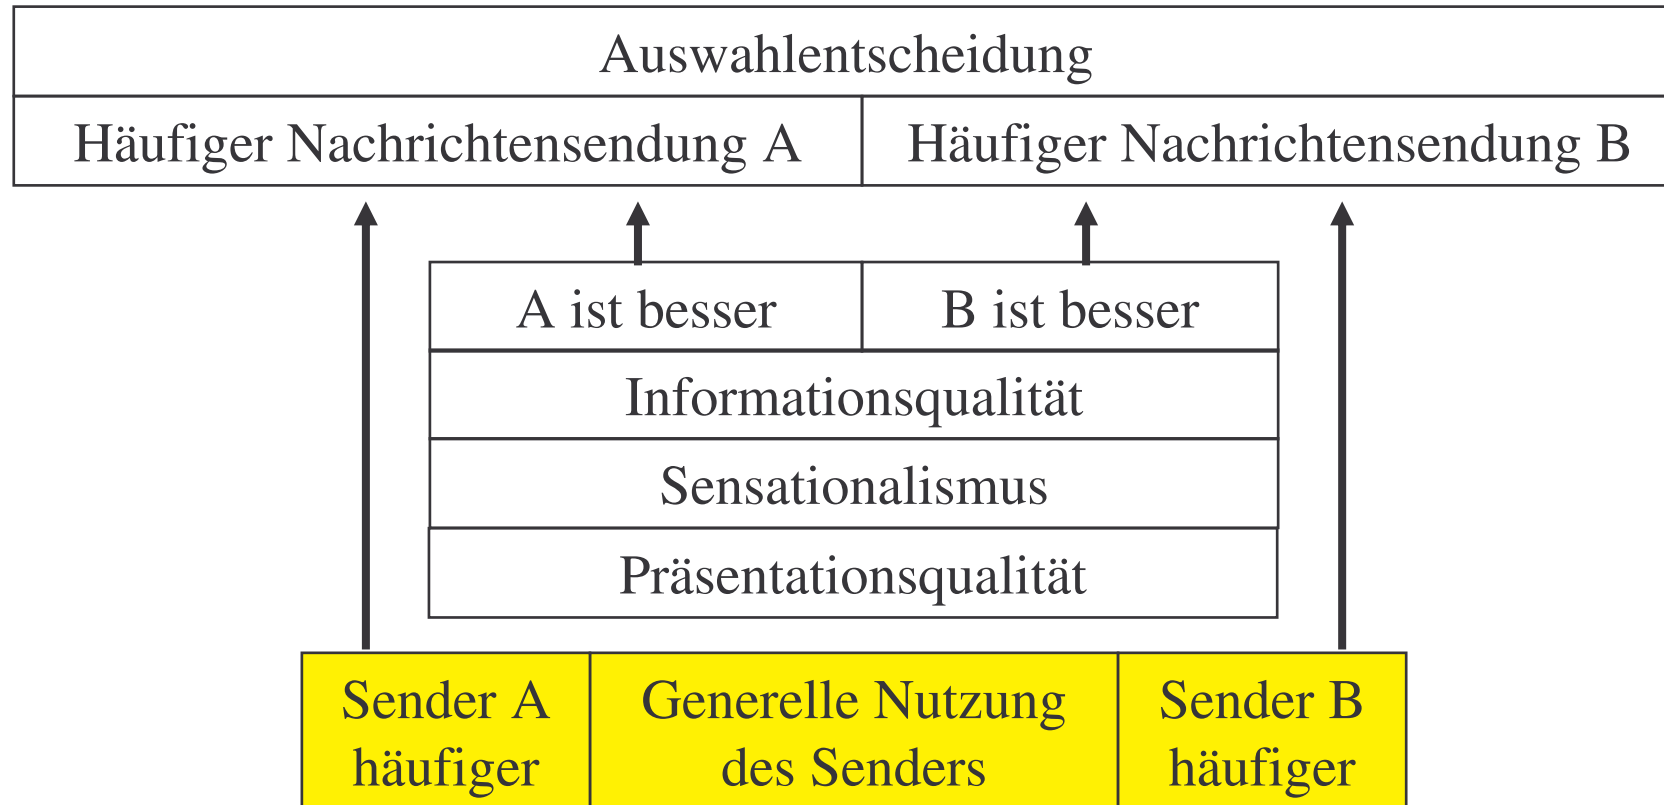 Auswahlentscheidung
Häufiger Nachrichtensendung A
Häufiger Nachrichtensendung B
A ist besser
B ist besser
Informationsqualität
Sensationalismus
Präsentationsqualität
Sender A
häufiger
Generelle Nutzung
des Senders
Sender B
häufiger